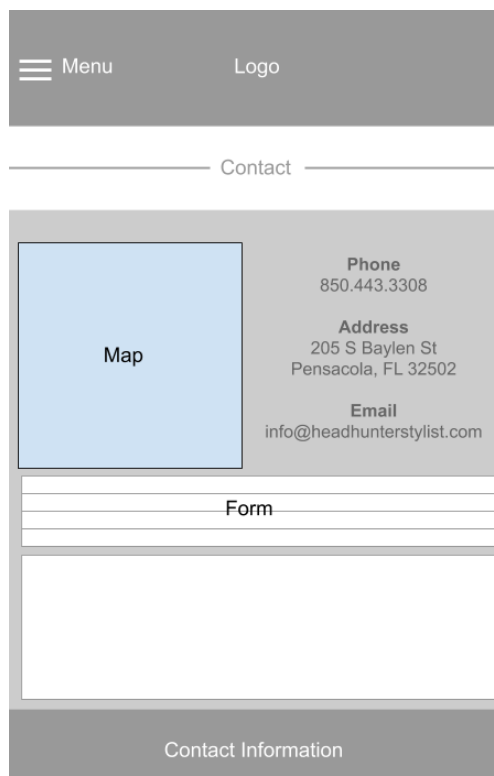 Menu
Logo
Contact
Map
Phone
850.443.3308
Address
205 S Baylen St
Pensacola, FL 32502
Email
info@headhunterstylist.com
Form
Contact Information